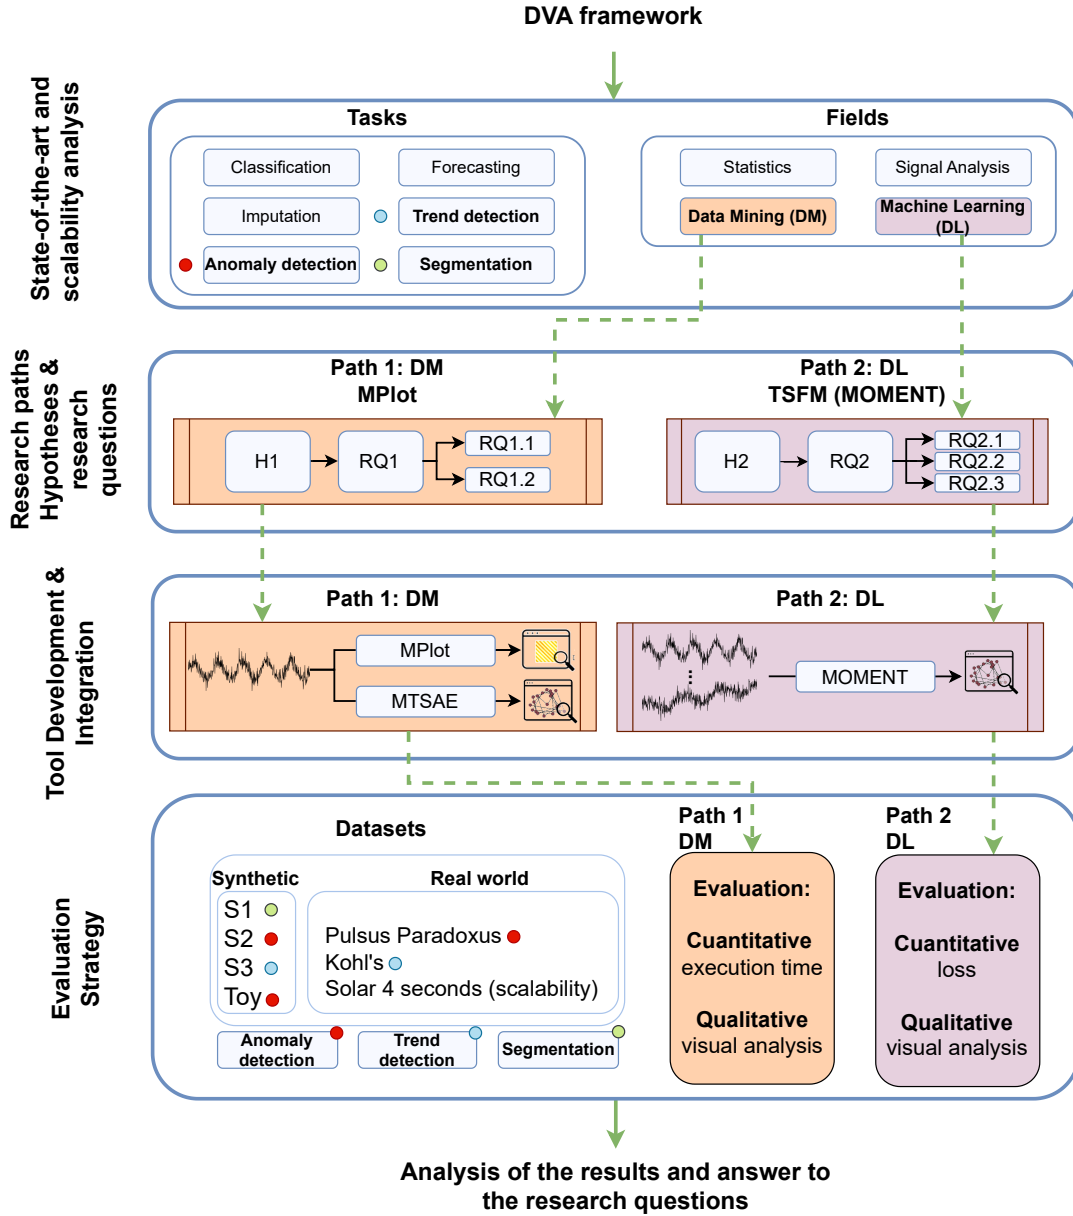 DVA framework
State-of-the-art and
scalability analysis
Tasks
Fields
Classification
Forecasting
Statistics
Signal Analysis
Imputation
Trend detection
Data Mining (DM)
Machine Learning
(DL)
Anomaly detection
Segmentation
Research paths
Hypotheses &
research
questions
Path 1: DM
MPlot
Path 2: DL
TSFM (MOMENT)
H1
RQ1
RQ1.1
RQ1.2
H2
RQ2
RQ2.1
RQ2.2
RQ2.3
Tool Development &
Integration
Path 1: DM
Path 2: DL
MPlot
MTSAE
MOMENT
Evaluation
Strategy
Datasets
Synthetic
S1
S2
S3
Toy
Real world
Pulsus Paradoxus
Kohl's
Solar 4 seconds (scalability)
Anomaly
detection
Trend
detection
Segmentation
Path 1
DM
Evaluation:
Cuantitative
execution time
Qualitative
visual analysis
Path 2
DL
Evaluation:
Cuantitative
loss
Qualitative
visual analysis
Analysis of the results and answer to
the research questions